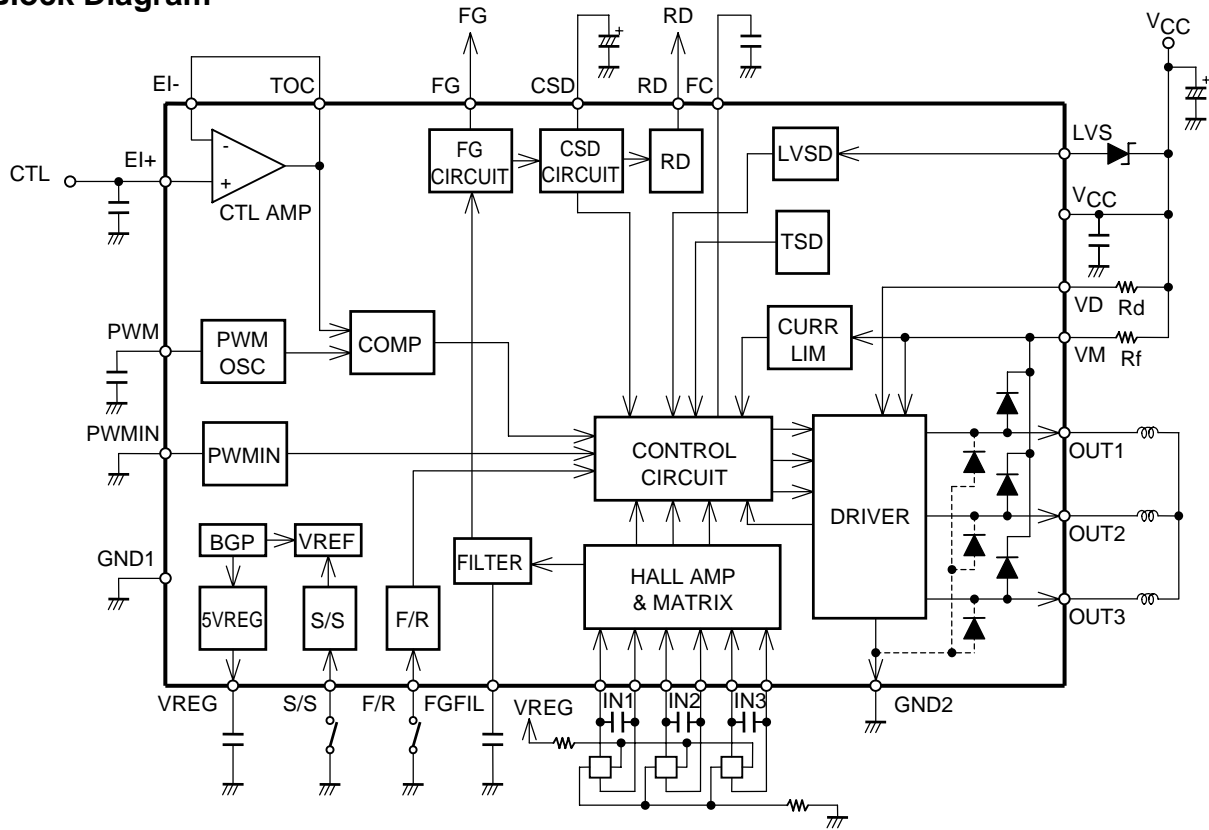 Block Diagram
FG
VCC
EI-
TOC
FG
CSD
RD
FC
+
+
LVS
CTL
EI+
-
+
CTL AMP
FG
CIRCUIT
CSD
CIRCUIT
RD
LVSD
VCC
TSD
VD
Rd
PWM
PWM
OSC
COMP
CURR
LIM
VM
Rf
PWMIN
PWMIN
CONTROL
CIRCUIT
DRIVER
OUT1
OUT2
OUT3
GND1
BGP
VREF
FILTER
HALL AMP
& MATRIX
5VREG
S/S
F/R
VREG
S/S
F/R
FGFIL
IN1
IN2
IN3
GND2
VREG
RD